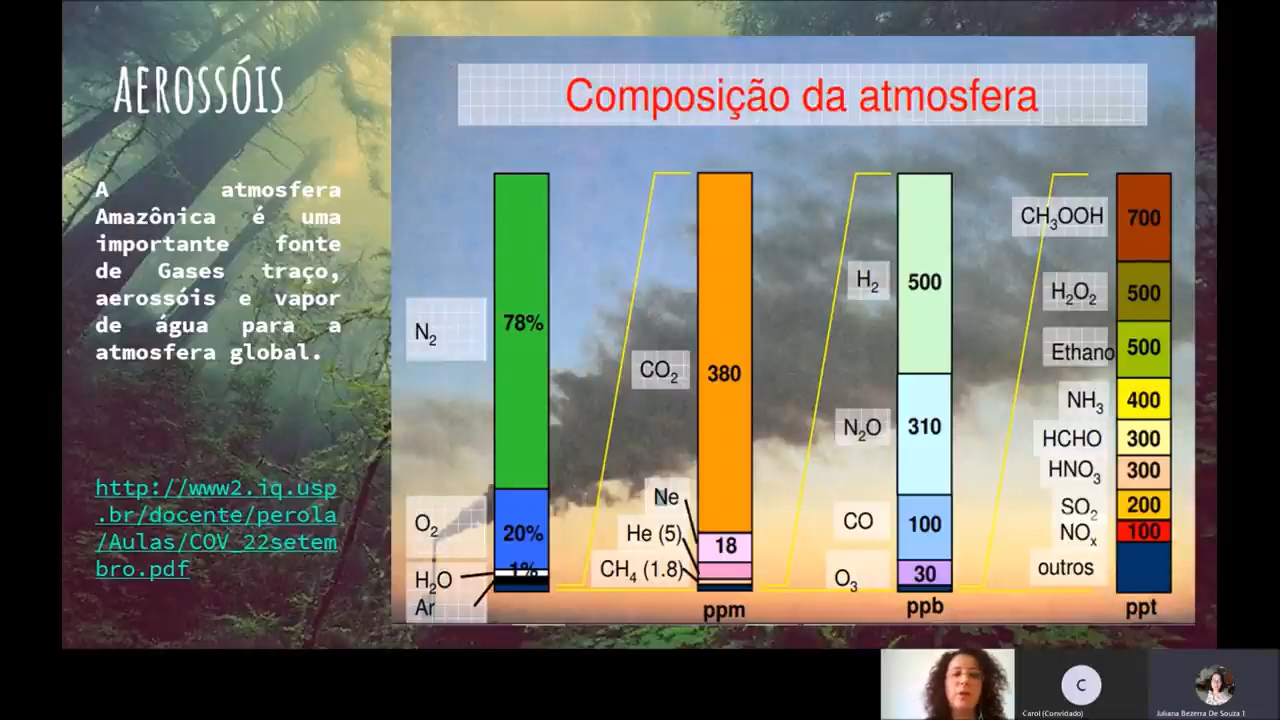 AEROSSÓIS
A atmosfera
Amazônica é uma
importante fonte
de Gases traço,
aerossóis e vapor
de água para a
atmosfera global.
http://www2.iq.usp
.br/docente/perola
/Aulas/COV_22setem
bro.pdf
Composição da atmosfera
N₂
78%
O₂
20%
H₂O
1%
Ar
CO₂
380
Ne
18
He (5)
CH₄ (1.8)
ppm
H₂
500
N₂O
310
CO
100
O₃
30
ppb
CH₃OOH
700
H₂O₂
500
Ethano
500
NH₃
400
HCHO
300
HNO₃
300
SO₂
200
NOₓ
100
outros
ppt
C
Carol (Convidado)
Juliana Bezerra De Souza 1